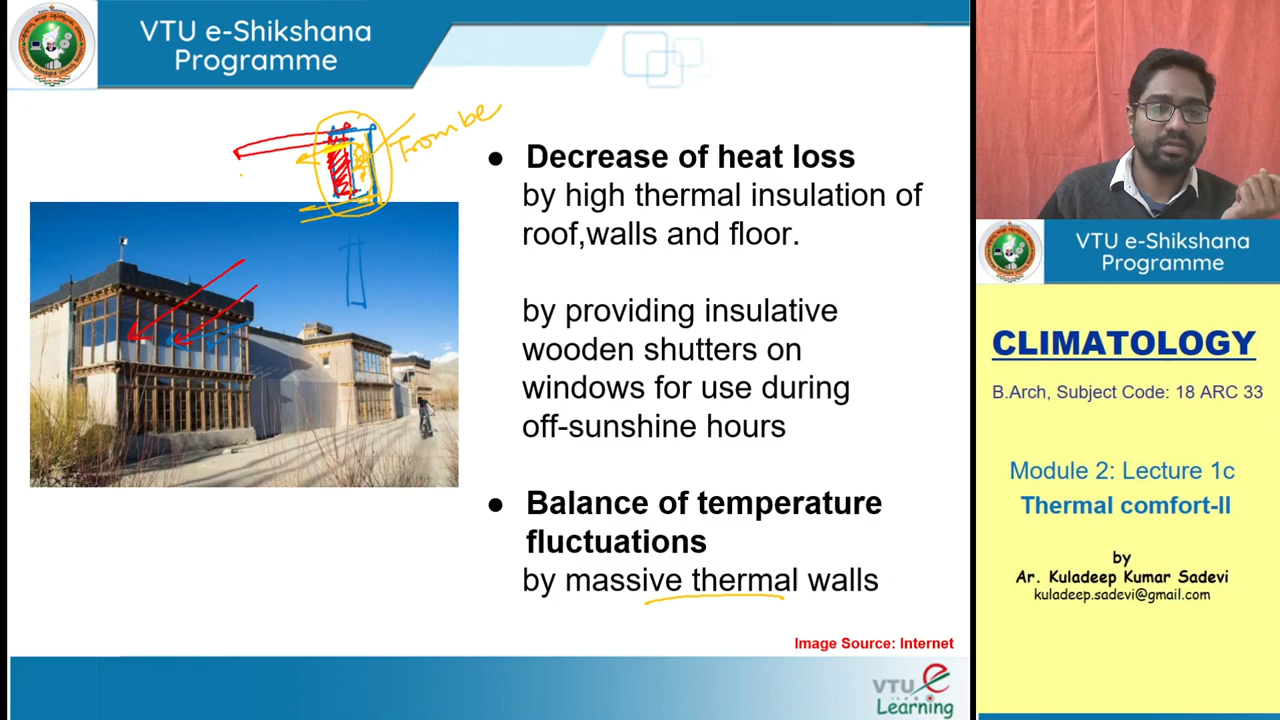 VTU e-Shikshana
Programme
Trombe
● Decrease of heat loss
by high thermal insulation of
roof,walls and floor.
by providing insulative
wooden shutters on
windows for use during
off-sunshine hours
● Balance of temperature
fluctuations
by massive thermal walls
Image Source: Internet
VTU e
Learning
VTU e-Shikshana
Programme
CLIMATOLOGY
B.Arch, Subject Code: 18 ARC 33
Module 2: Lecture 1c
Thermal comfort-II
by
Ar. Kuladeep Kumar Sadevi
kuladeep.sadevi@gmail.com